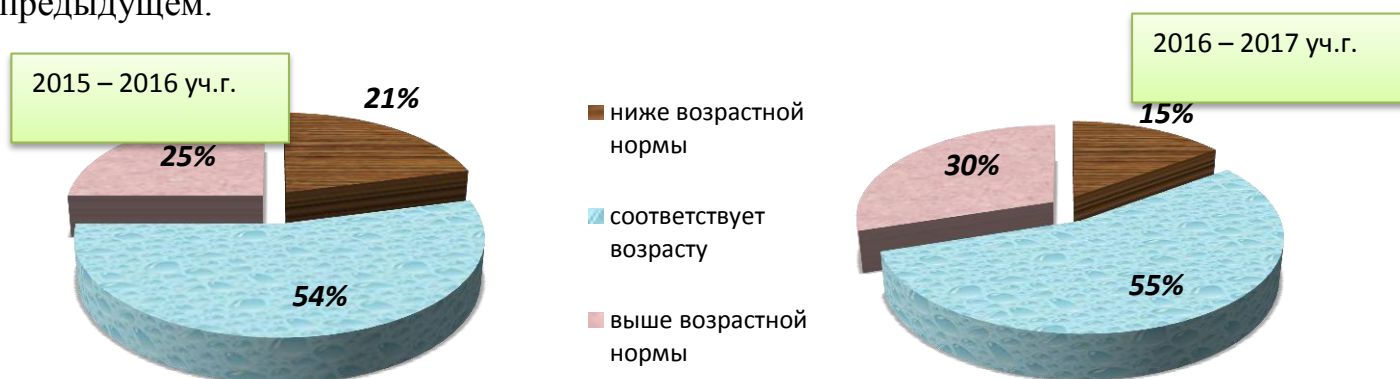 предыдущем.
2015 – 2016 уч.г.
21%
25%
54%
ниже возрастной
нормы
соответствует
возрасту
выше возрастной
нормы
2016 – 2017 уч.г.
15%
30%
55%